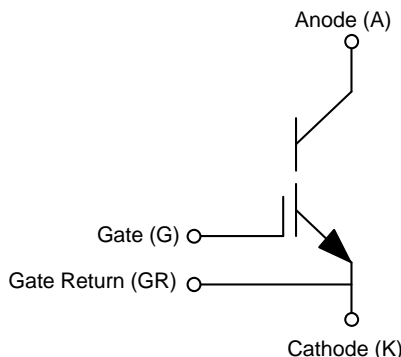 Anode (A)
Gate (G)
Gate Return (GR)
Cathode (K)